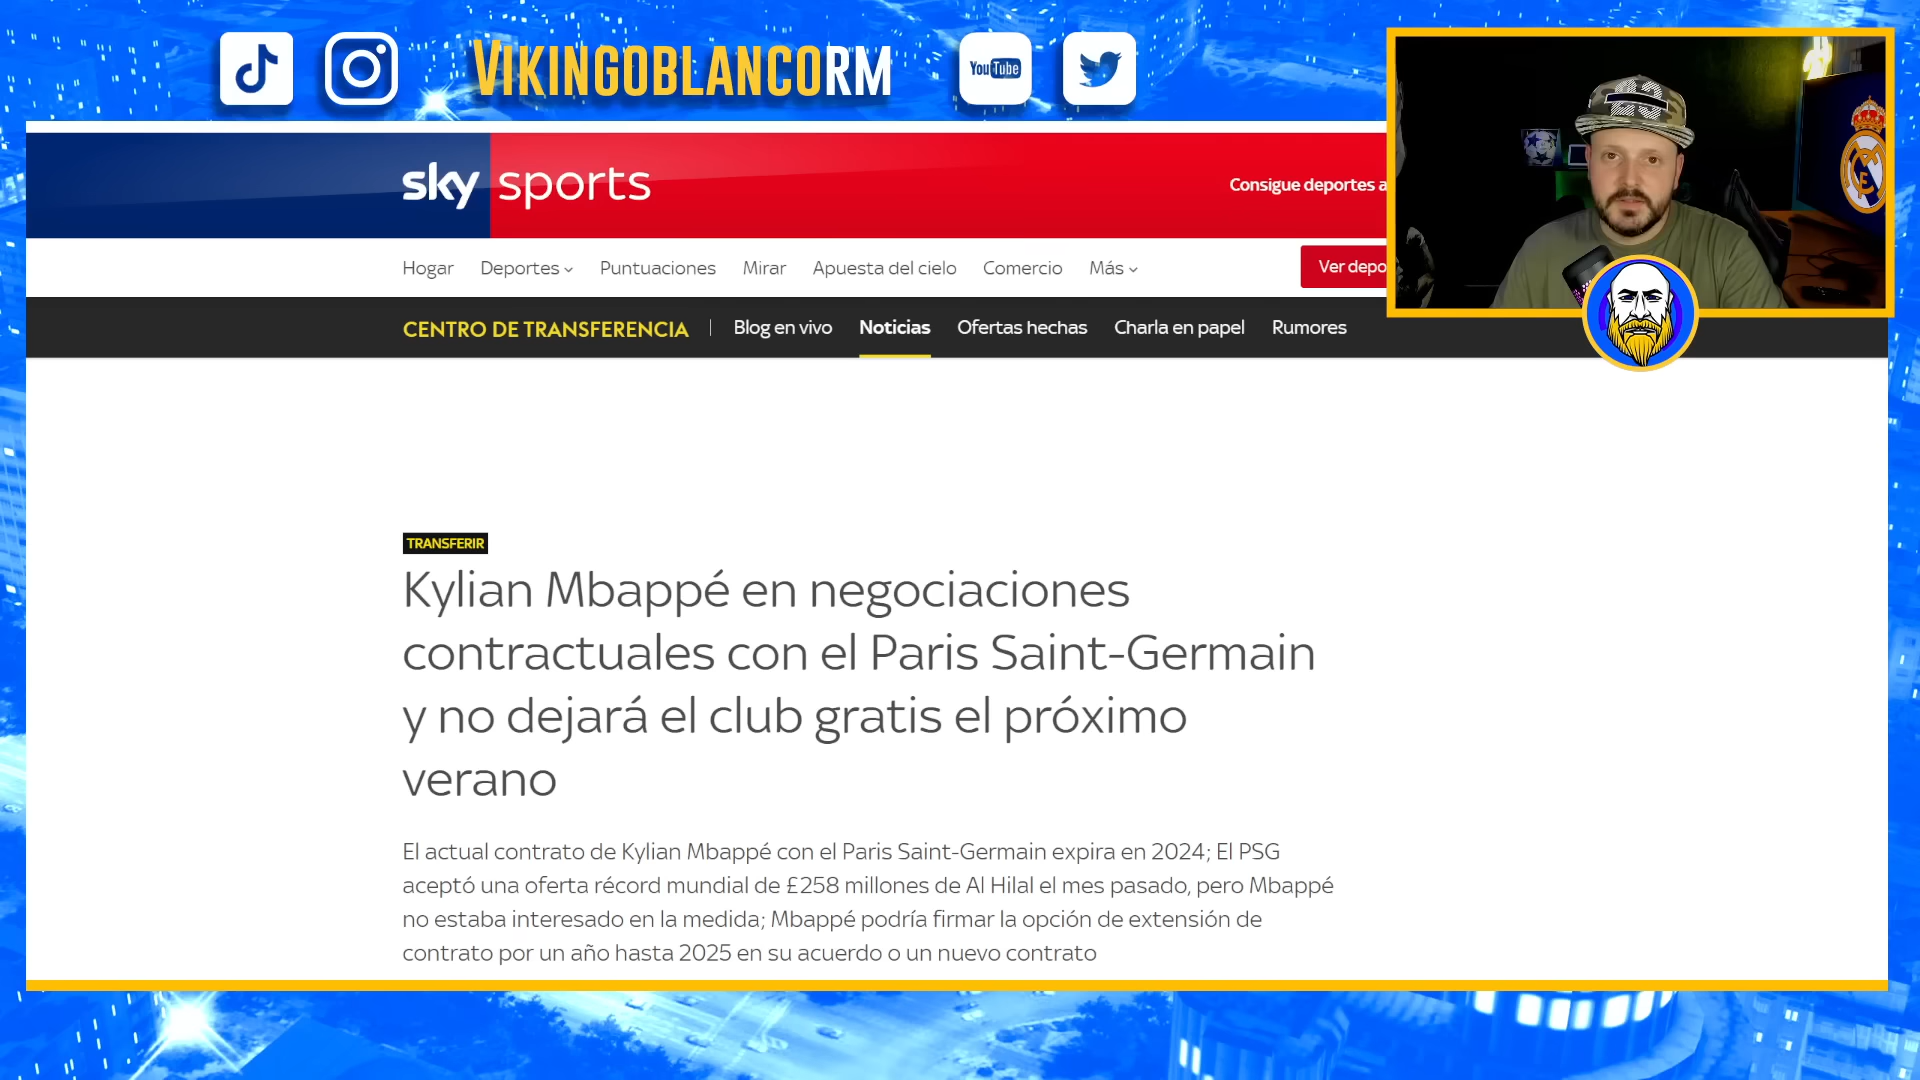 VIKINGOBLANCORM
You Tube
sky sports
Consigue deportes a
Hogar
Deportes
Puntuaciones
Mirar
Apuesta del cielo
Comercio
Más
Ver depo
CENTRO DE TRANSFERENCIA
Blog en vivo
Noticias
Ofertas hechas
Charla en papel
Rumores
TRANSFERIR
Kylian Mbappé en negociaciones
contractuales con el Paris Saint-Germain
y no dejará el club gratis el próximo
verano
El actual contrato de Kylian Mbappé con el Paris Saint-Germain expira en 2024; El PSG
aceptó una oferta récord mundial de £258 millones de Al Hilal el mes pasado, pero Mbappé
no estaba interesado en la medida; Mbappé podría firmar la opción de extensión de
contrato por un año hasta 2025 en su acuerdo o un nuevo contrato